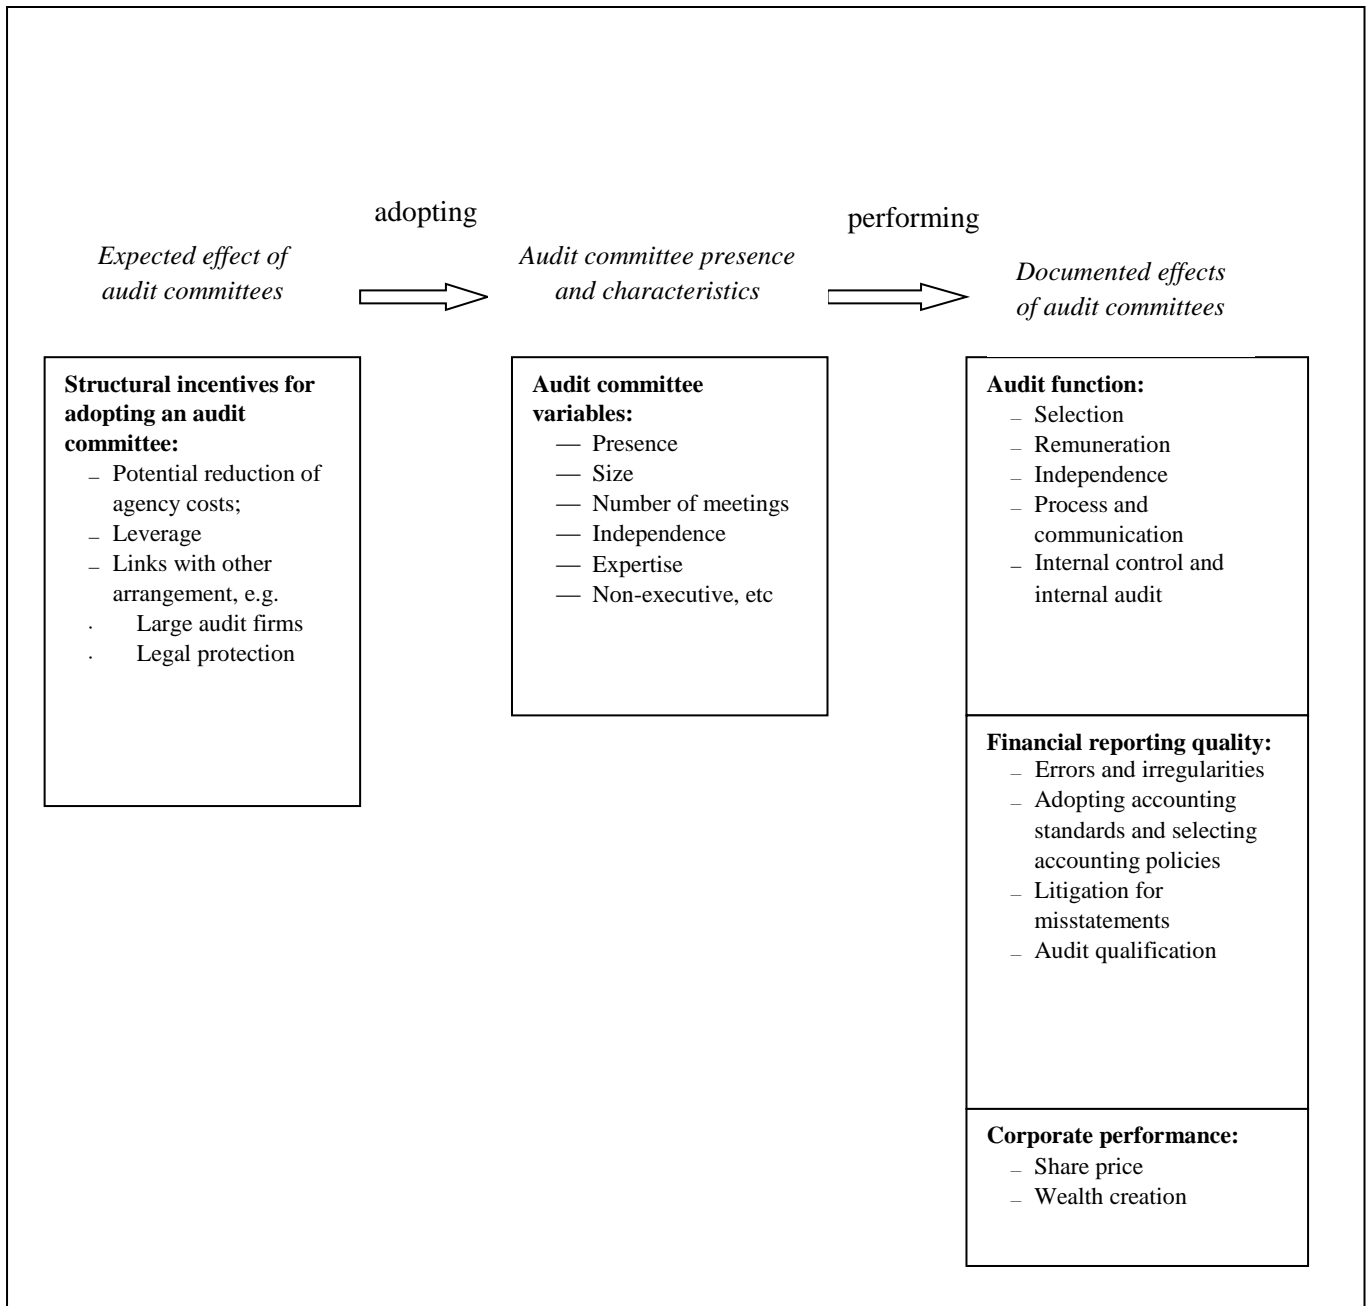 adopting
performing
Expected effect of
audit committees
Audit committee presence
and characteristics
Documented effects
of audit committees
Structural incentives for
adopting an audit
committee:
– Potential reduction of
agency costs;
– Leverage
– Links with other
arrangement, e.g.
· Large audit firms
· Legal protection
Audit committee
variables:
— Presence
— Size
— Number of meetings
— Independence
— Expertise
— Non-executive, etc
Audit function:
– Selection
– Remuneration
– Independence
– Process and
communication
– Internal control and
internal audit
Financial reporting quality:
– Errors and irregularities
– Adopting accounting
standards and selecting
accounting policies
– Litigation for
misstatements
– Audit qualification
Corporate performance:
– Share price
– Wealth creation